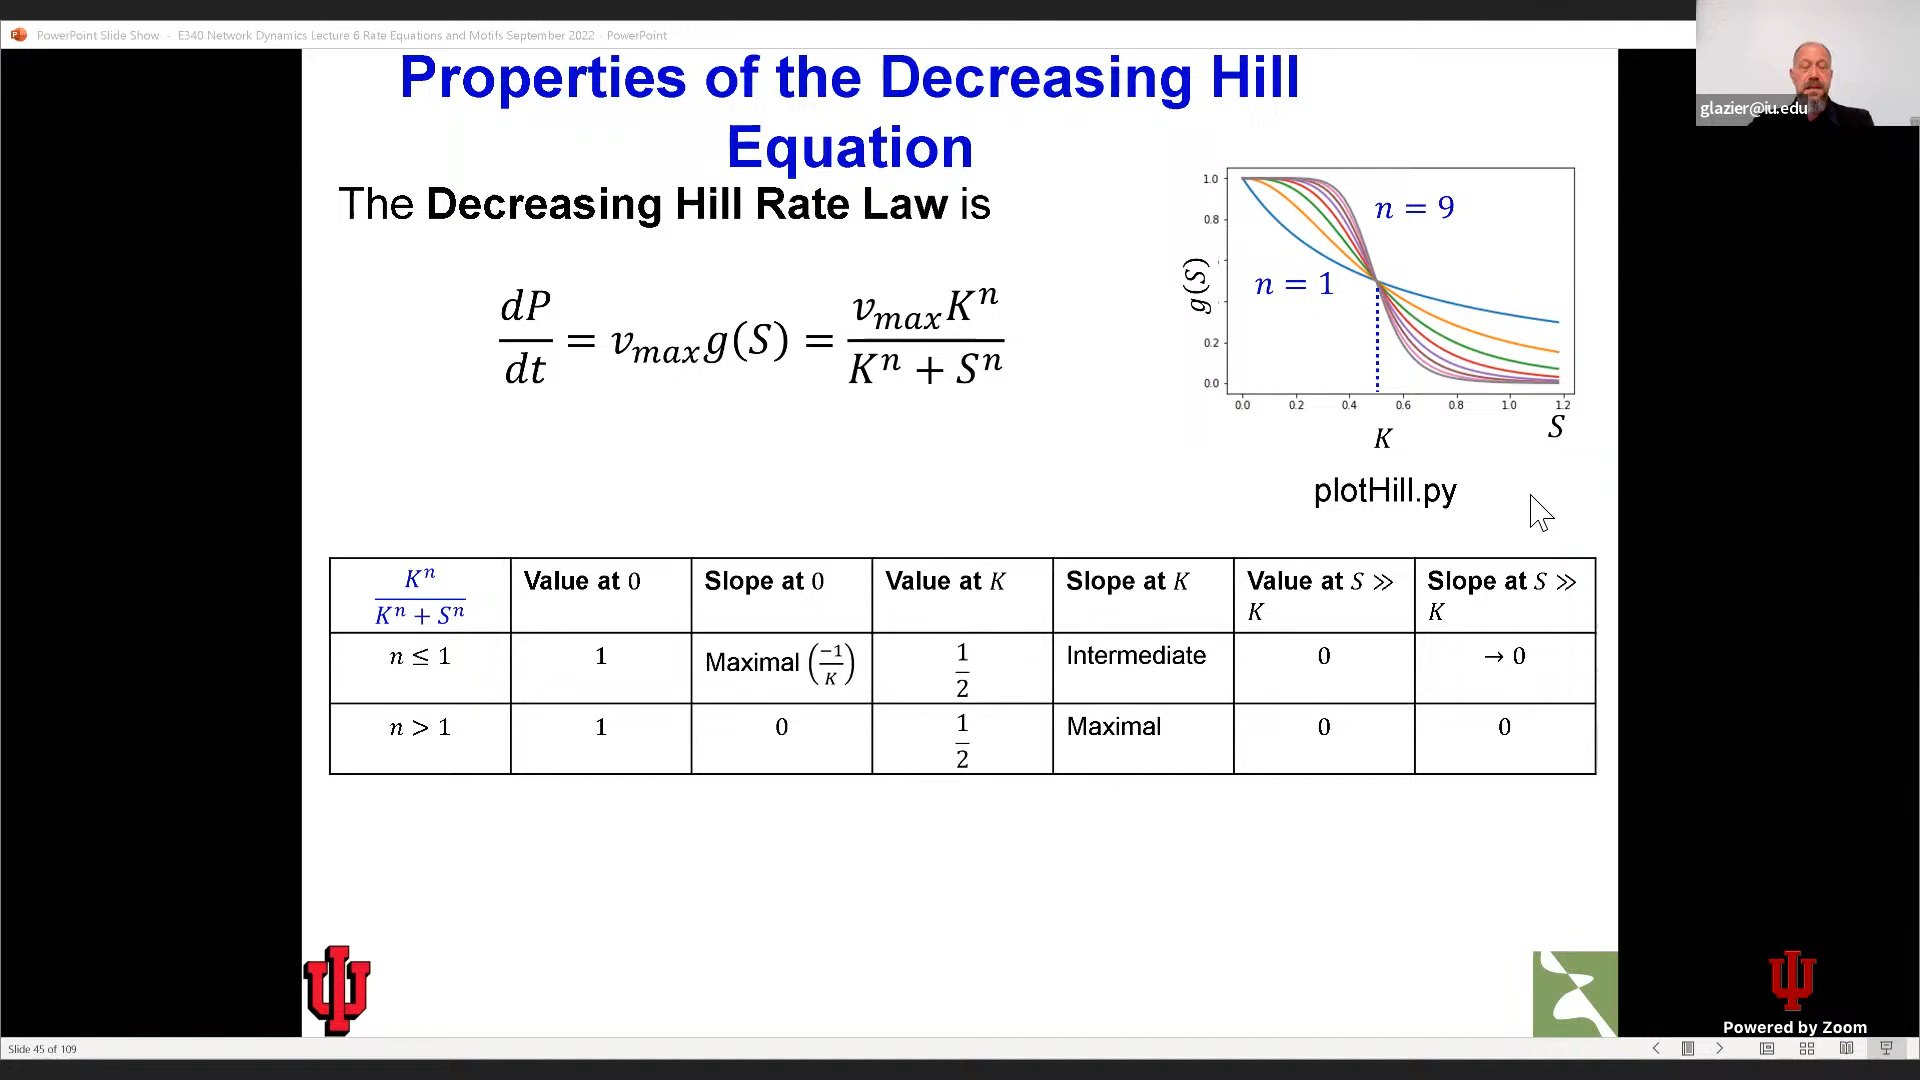 PowerPoint Slide Show - E340 Network Dynamics Lecture 6 Rate Equations and Motifs September 2022 - PowerPoint
glazier@iu.edu
Properties of the Decreasing Hill
Equation
The Decreasing Hill Rate Law is
dP/dt = v_max g(S) = v_max K^n / (K^n + S^n)
1.0
0.8
0.2
0.0
g(S)
n = 9
n = 1
0.0 0.2 0.4 0.6 0.8 1.0 1.2
K
S
plotHill.py
K^n / (K^n + S^n) Value at 0 Slope at 0 Value at K Slope at K Value at S ≫ K Slope at S ≫ K
n ≤ 1 1 Maximal (−1/K) 1/2 Intermediate 0 → 0
n > 1 1 0 1/2 Maximal 0 0
Powered by Zoom
Slide 45 of 109